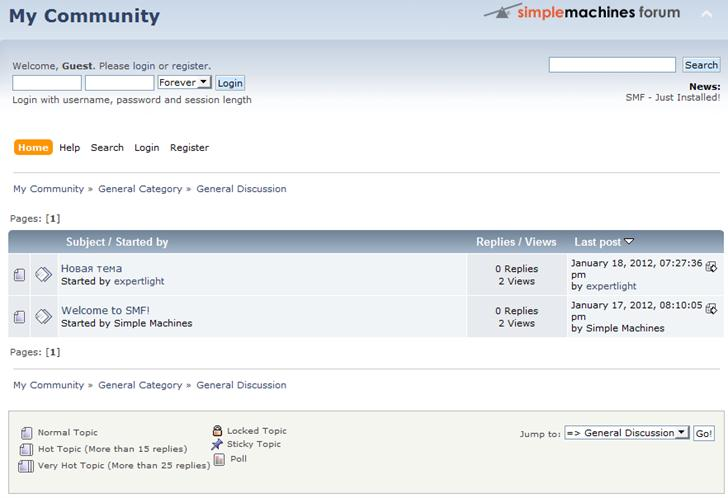 My Community
simplemachines forum
Welcome, Guest. Please login or register.
Forever Login
Login with username, password and session length
Search
News:
SMF - Just Installed!
Home Help Search Login Register
My Community » General Category » General Discussion
Pages: [1]
Subject / Started by Replies / Views Last post
Новая тема
Started by expertlight
0 Replies
2 Views
January 18, 2012, 07:27:36
pm
by expertlight
Welcome to SMF!
Started by Simple Machines
0 Replies
2 Views
January 17, 2012, 08:10:05
pm
by Simple Machines
Pages: [1]
My Community » General Category » General Discussion
Normal Topic
Hot Topic (More than 15 replies)
Very Hot Topic (More than 25 replies)
Locked Topic
Sticky Topic
Poll
Jump to: => General Discussion Go!